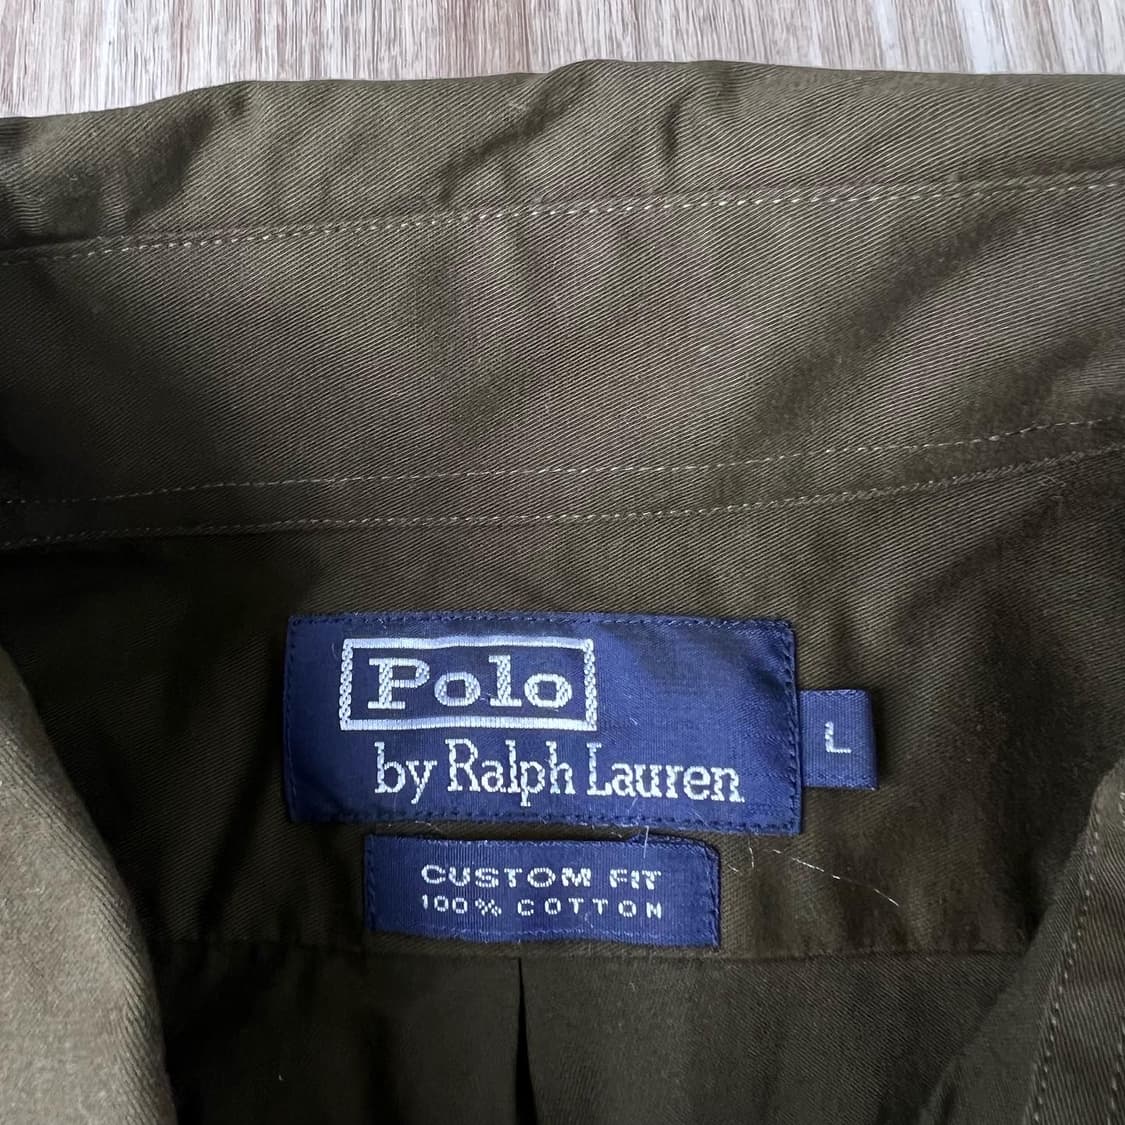 Polo
by Ralph Lauren
L
CUSTOM FIT
100% COTTON